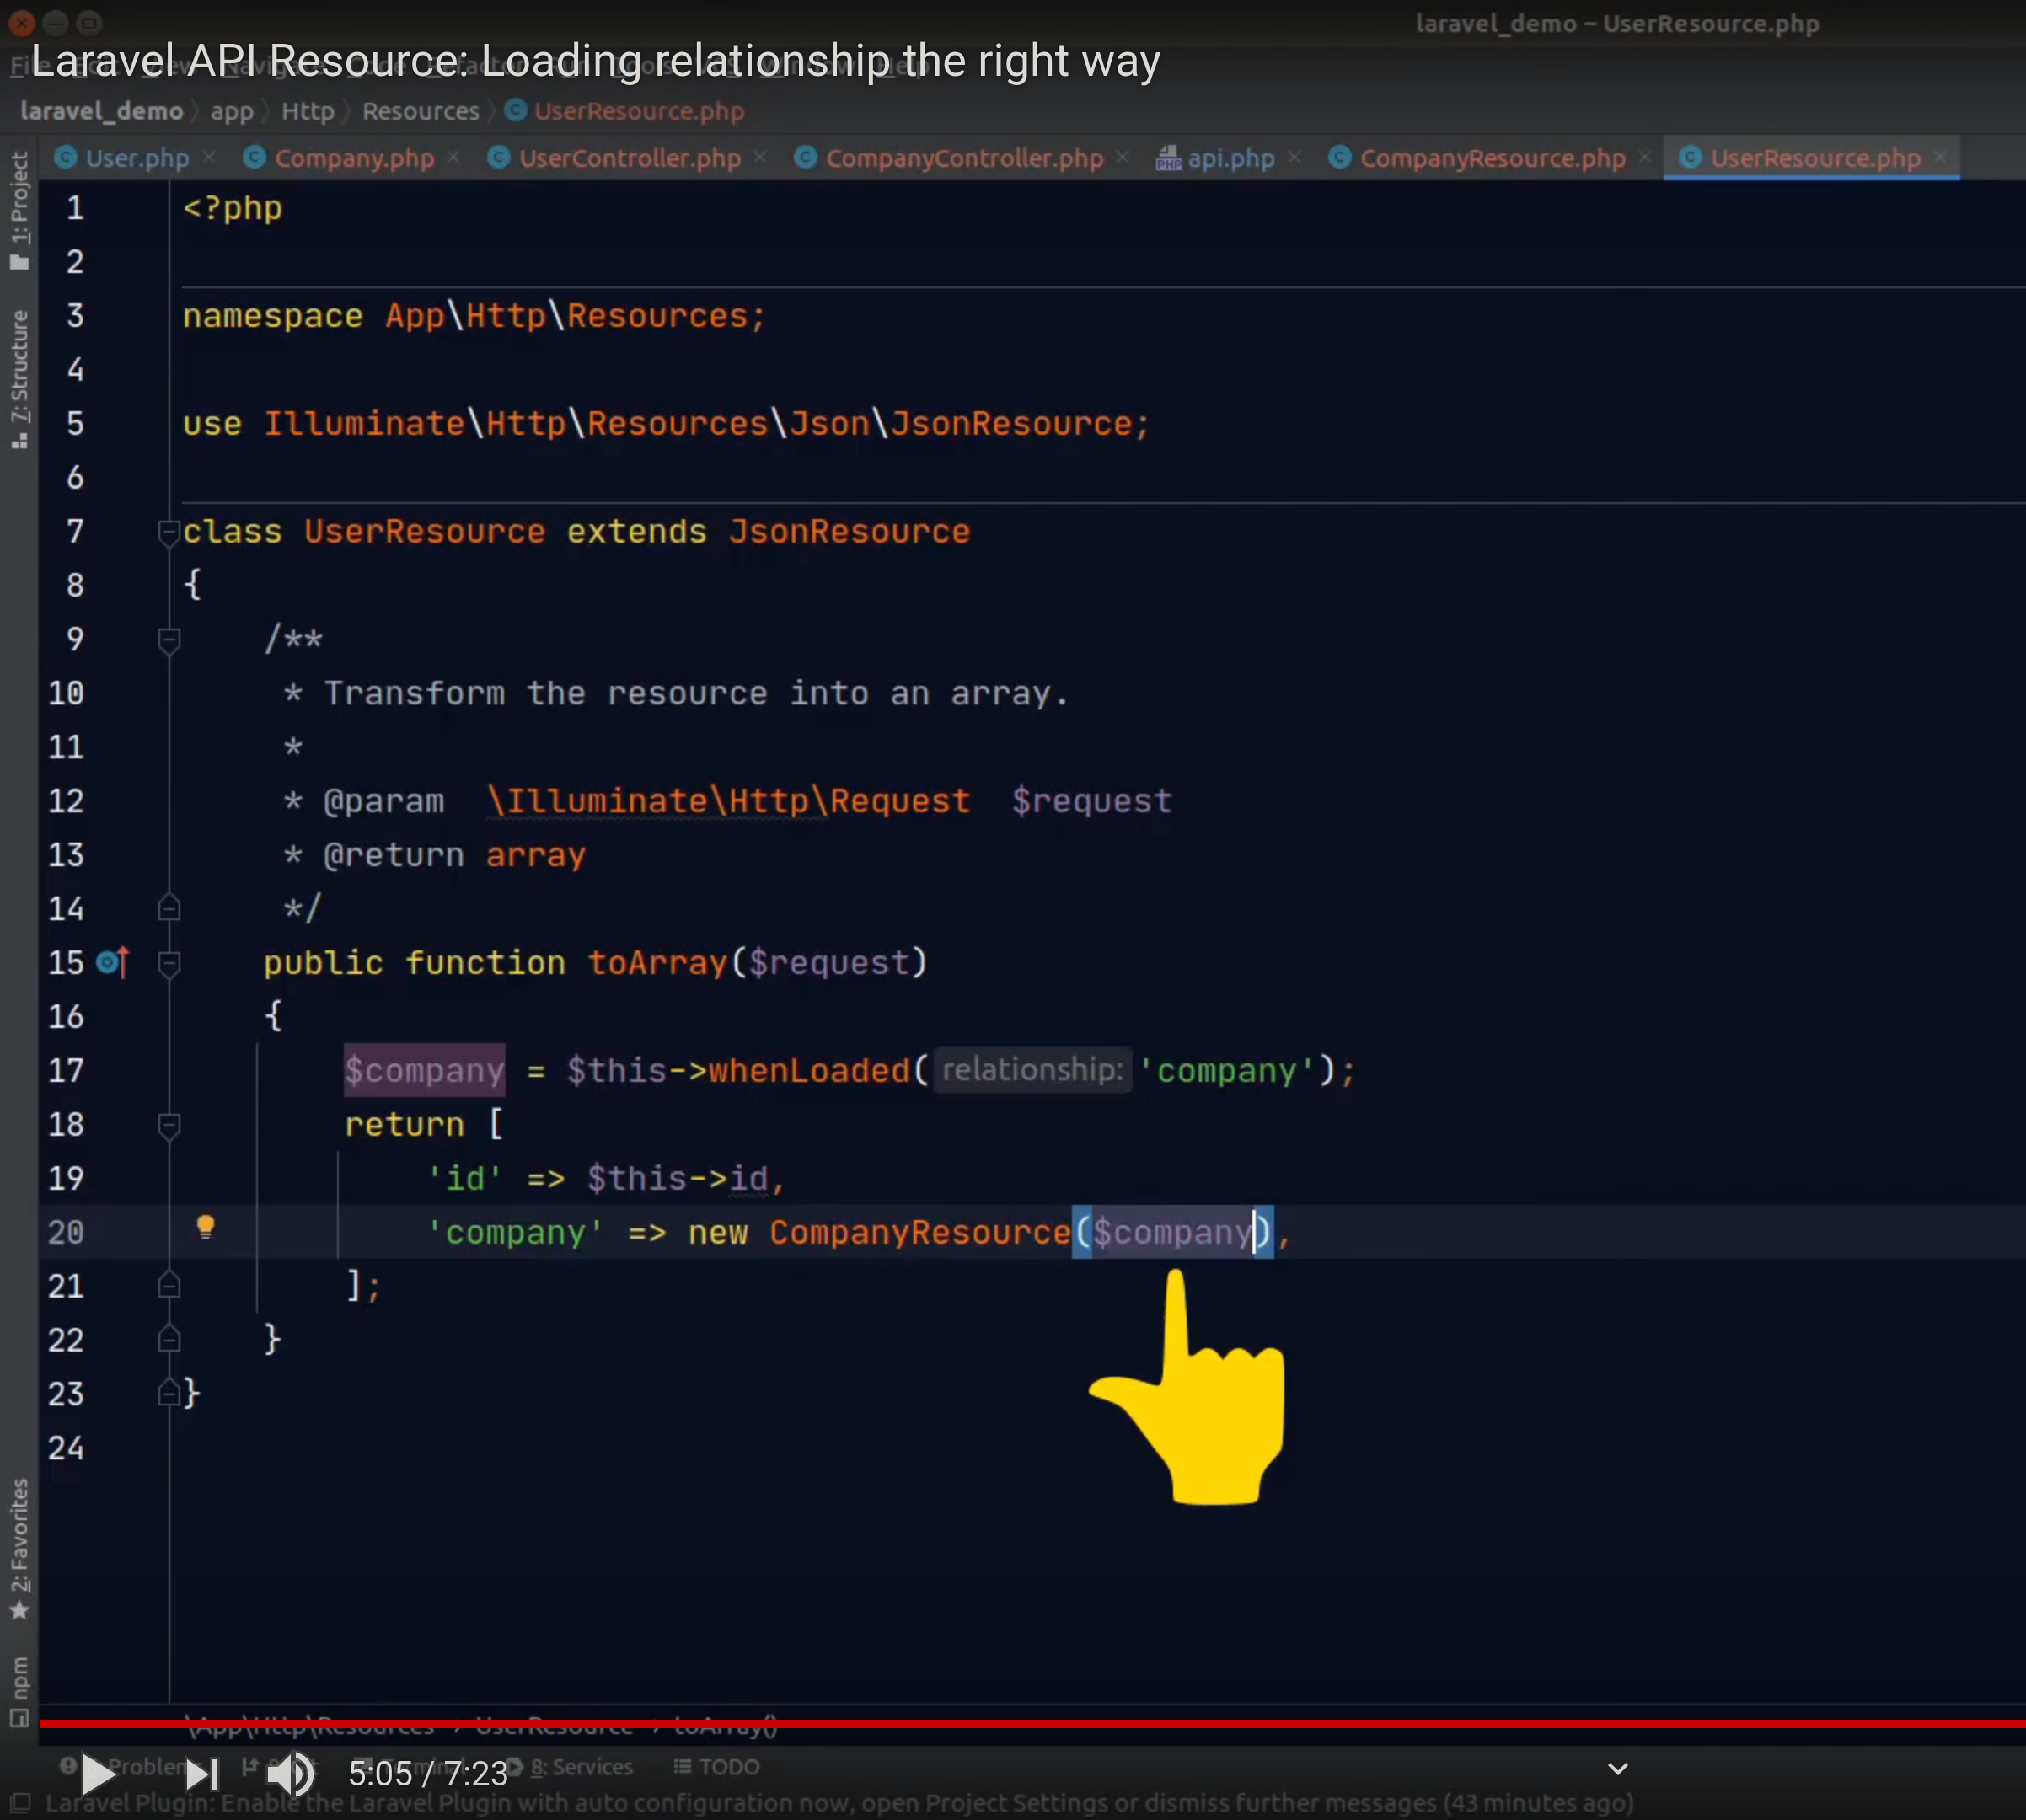 laravel_demo – UserResource.php
Laravel API Resource: Loading relationship the right way
laravel_demo app Http Resources UserResource.php
User.php Company.php UserController.php CompanyController.php api.php CompanyResource.php UserResource.php
1: Project
7: Structure
2: Favorites
npm
1 <?php
2
3 namespace App\Http\Resources;
4
5 use Illuminate\Http\Resources\Json\JsonResource;
6
7 class UserResource extends JsonResource
8 {
9 /**
10 * Transform the resource into an array.
11 *
12 * @param \Illuminate\Http\Request $request
13 * @return array
14 */
15 public function toArray($request)
16 {
17 $company = $this->whenLoaded( relationship: 'company');
18 return [
19 'id' => $this->id,
20 'company' => new CompanyResource($company),
21 ];
22 }
23 }
24
\App\Http\Resources › UserResource › toArray()
5:05 / 7:23 8: Services TODO
Laravel Plugin: Enable the Laravel Plugin with auto configuration now, open Project Settings or dismiss further messages (43 minutes ago)